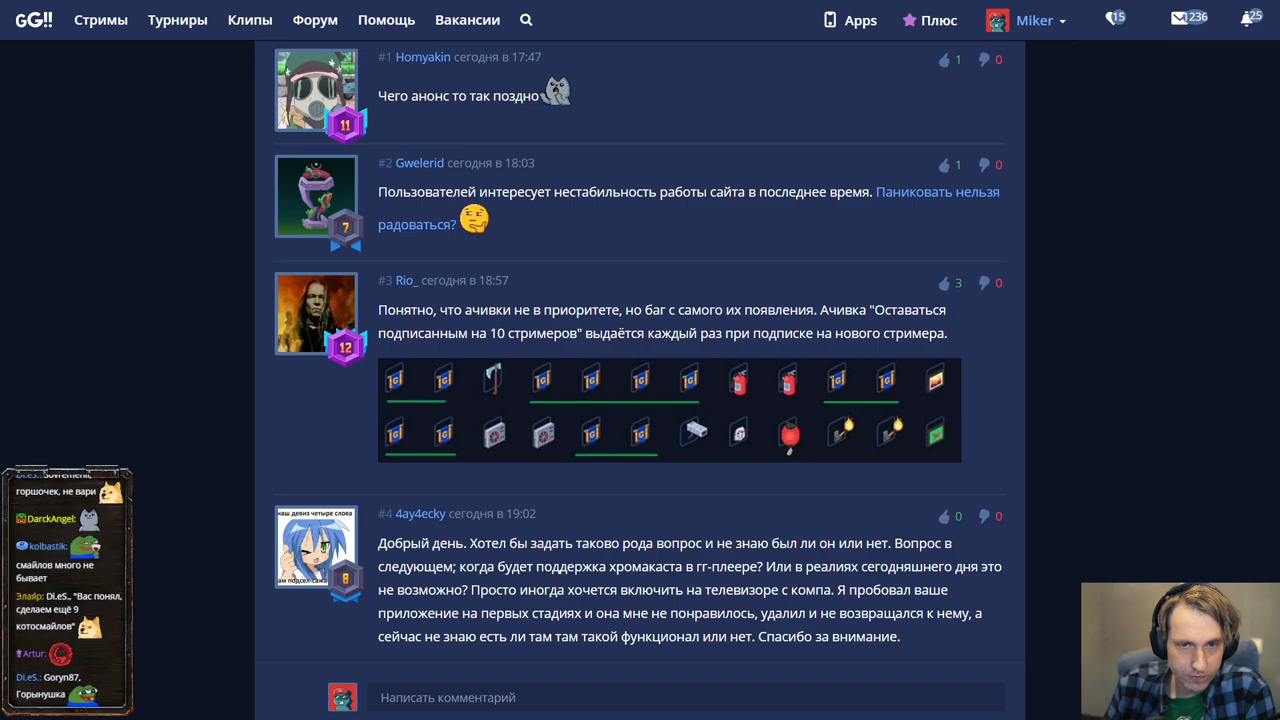 GG!! Стримы Турниры Клипы Форум Помощь Вакансии Apps Плюс Miker 15 1236 25
#1 Homyakin сегодня в 17:47 1 0
Чего анонс то так поздно
11
#2 Gwelerid сегодня в 18:03 1 0
Пользователей интересует нестабильность работы сайта в последнее время. Паниковать нельзя
радоваться?
7
#3 Rio_ сегодня в 18:57 3 0
Понятно, что ачивки не в приоритете, но баг с самого их появления. Ачивка "Оставаться
подписанным на 10 стримеров" выдаётся каждый раз при подписке на нового стримера.
12
#4 4ay4ecky сегодня в 19:02 0 0
наш девиз четыре слова
Добрый день. Хотел бы задать таково рода вопрос и не знаю был ли он или нет. Вопрос в
следующем; когда будет поддержка хромакаста в гг-плеере? Или в реалиях сегодняшнего дня это
не возможно? Просто иногда хочется включить на телевизоре с компа. Я пробовал ваше
приложение на первых стадиях и она мне не понравилось, удалил и не возвращался к нему, а
сейчас не знаю есть ли там там такой функционал или нет. Спасибо за внимание.
8
Написать комментарий
горшочек, не вари
DarckAngel:
kolbastik:
смайлов много не
бывает
Элаяр: Di.eS., "Вас понял,
сделаем ещё 9
котосмайлов"
Artur:
Di.eS.: Goryn87,
Горынушка